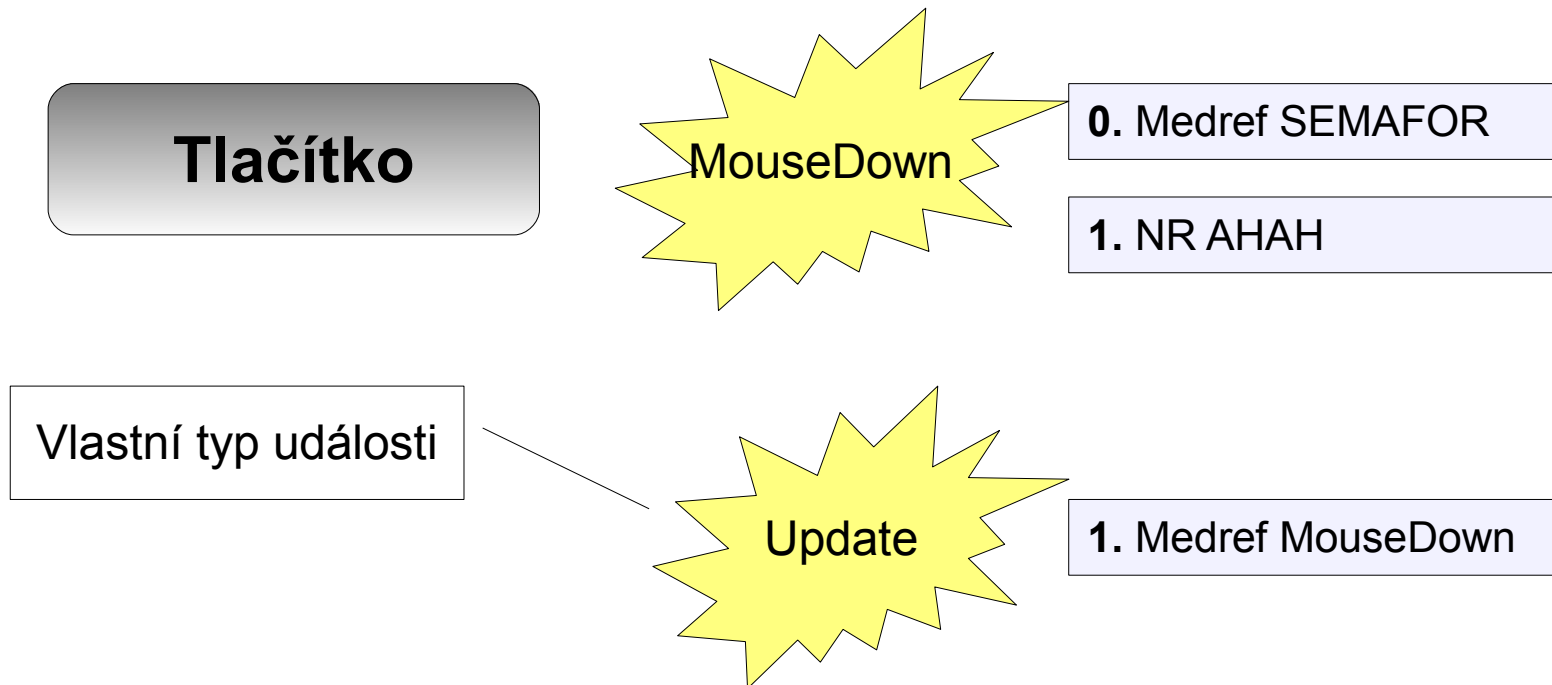 Tlačítko
MouseDown
0. Medref SEMAFOR
1. NR AHAH
Vlastní typ události
Update
1. Medref MouseDown